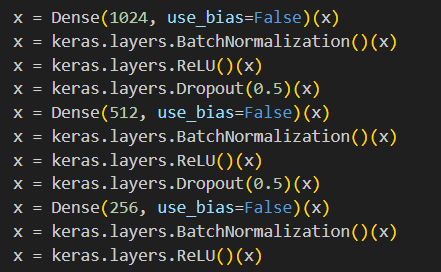 x = Dense(1024, use_bias=False)(x)
x = keras.layers.BatchNormalization()(x)
x = keras.layers.ReLU()(x)
x = keras.layers.Dropout(0.5)(x)
x = Dense(512, use_bias=False)(x)
x = keras.layers.BatchNormalization()(x)
x = keras.layers.ReLU()(x)
x = keras.layers.Dropout(0.5)(x)
x = Dense(256, use_bias=False)(x)
x = keras.layers.BatchNormalization()(x)
x = keras.layers.ReLU()(x)